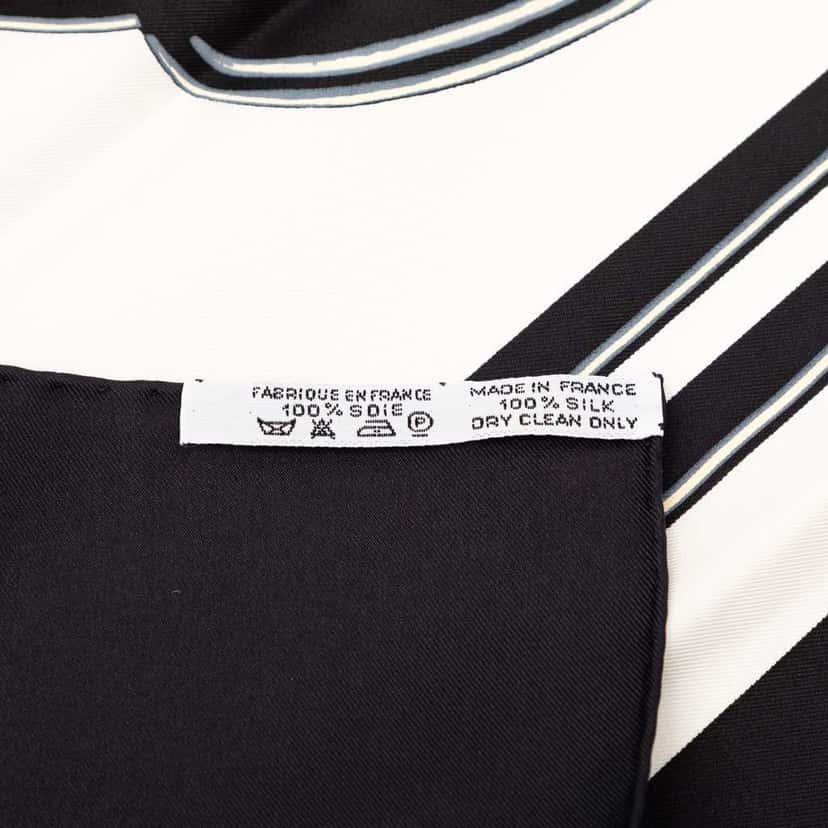 FABRIQUE EN FRANCE
100% SOIE
P
MADE IN FRANCE
100% SILK
DRY CLEAN ONLY